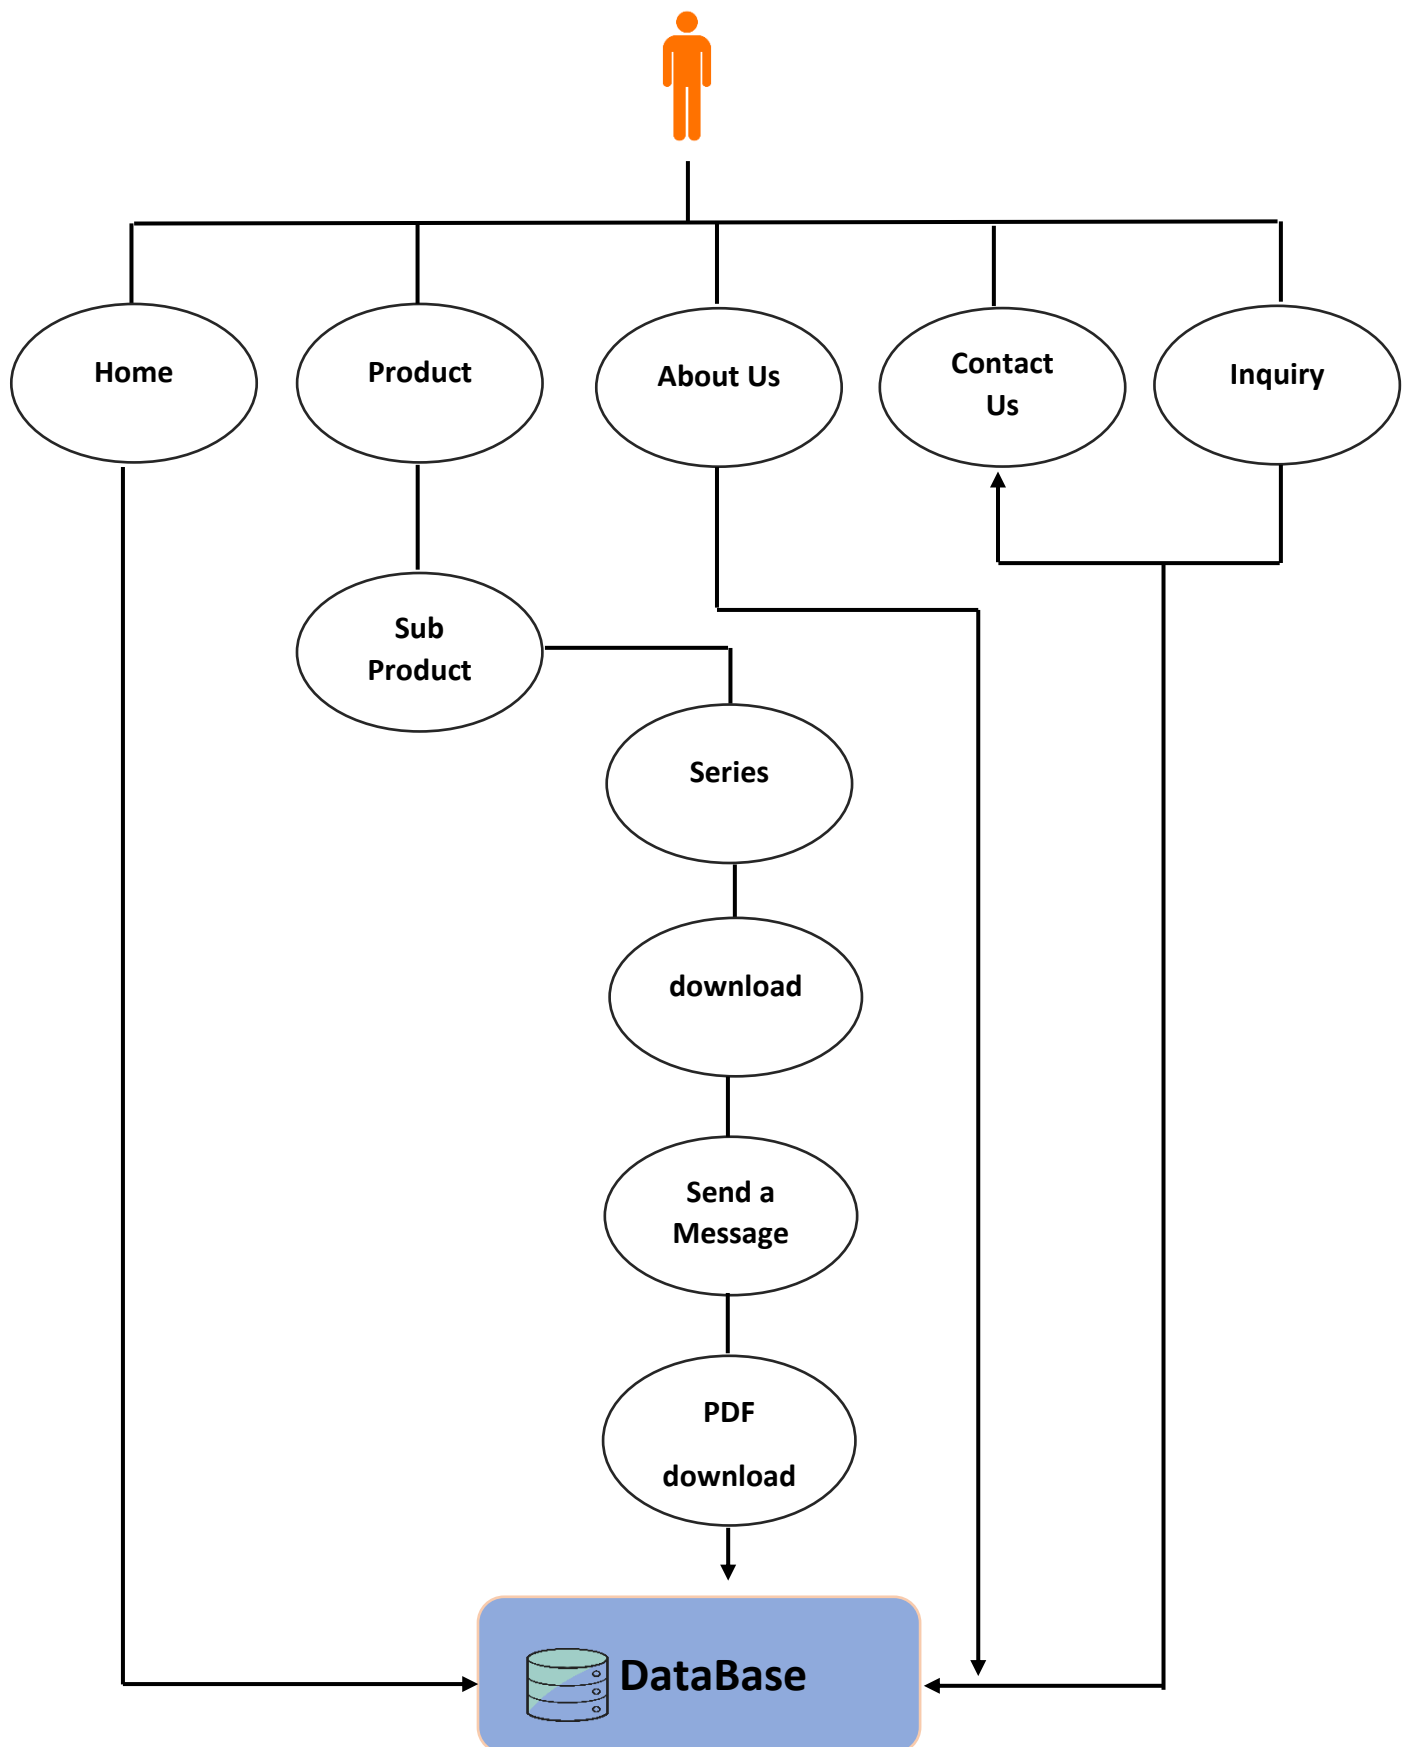 Home
Product
About Us
Contact
Us
Inquiry
Sub
Product
Series
download
Send a
Message
PDF
download
DataBase